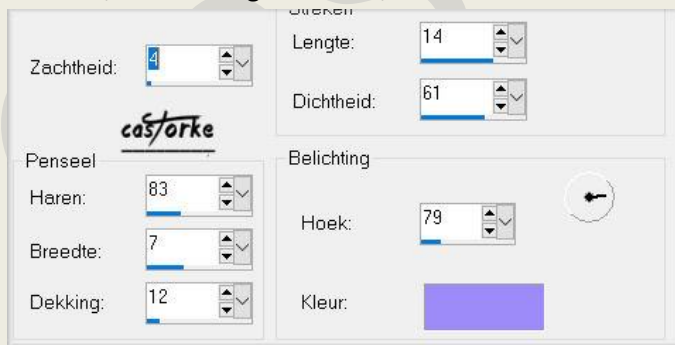 Streken
Zachtheid: 4
Lengte: 14
Dichtheid: 61
castorke
Penseel
Haren: 83
Breedte: 7
Dekking: 12
Belichting
Hoek: 79
Kleur: